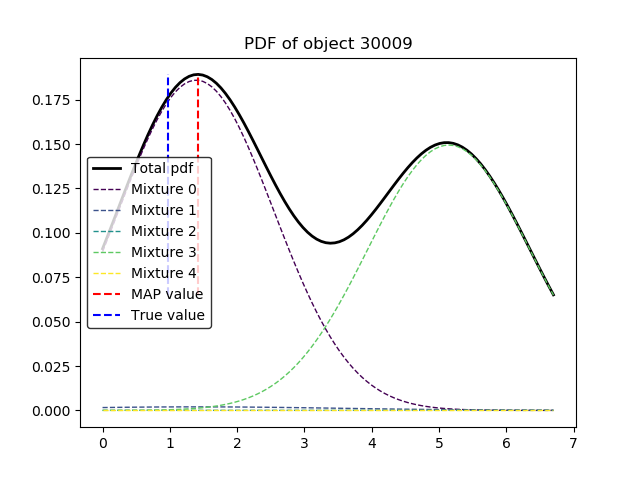 PDF of object 30009
0.175
0.150
0.125
0.100
0.075
0.050
0.025
0.000
Total pdf
Mixture 0
Mixture 1
Mixture 2
Mixture 3
Mixture 4
MAP value
True value
0 1 2 3 4 5 6 7